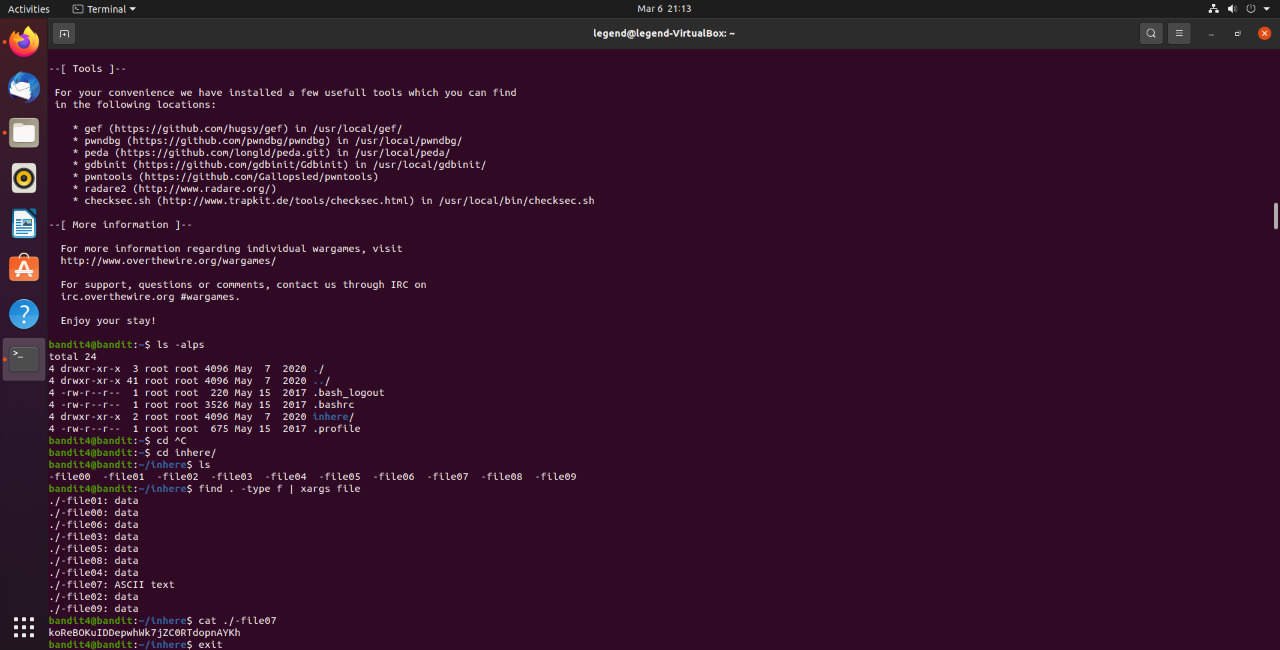 Activities Terminal Mar 6 21:13
legend@legend-VirtualBox: ~
--[ Tools ]--
For your convenience we have installed a few usefull tools which you can find
in the following locations:
* gef (https://github.com/hugsy/gef) in /usr/local/gef/
* pwndbg (https://github.com/pwndbg/pwndbg) in /usr/local/pwndbg/
* peda (https://github.com/longld/peda.git) in /usr/local/peda/
* gdbinit (https://github.com/gdbinit/Gdbinit) in /usr/local/gdbinit/
* pwntools (https://github.com/Gallopsled/pwntools)
* radare2 (http://www.radare.org/)
* checksec.sh (http://www.trapkit.de/tools/checksec.html) in /usr/local/bin/checksec.sh
--[ More information ]--
For more information regarding individual wargames, visit
http://www.overthewire.org/wargames/
For support, questions or comments, contact us through IRC on
irc.overthewire.org #wargames.
Enjoy your stay!
bandit4@bandit:~$ ls -alps
total 24
4 drwxr-xr-x  3 root root 4096 May  7  2020 ./
4 drwxr-xr-x 41 root root 4096 May  7  2020 ../
4 -rw-r--r--  1 root root  220 May 15  2017 .bash_logout
4 -rw-r--r--  1 root root 3526 May 15  2017 .bashrc
4 drwxr-xr-x  2 root root 4096 May  7  2020 inhere/
4 -rw-r--r--  1 root root  675 May 15  2017 .profile
bandit4@bandit:~$ cd ^C
bandit4@bandit:~$ cd inhere/
bandit4@bandit:~/inhere$ ls
-file00  -file01  -file02  -file03  -file04  -file05  -file06  -file07  -file08  -file09
bandit4@bandit:~/inhere$ find . -type f | xargs file
./-file01: data
./-file00: data
./-file06: data
./-file03: data
./-file05: data
./-file08: data
./-file04: data
./-file07: ASCII text
./-file02: data
./-file09: data
bandit4@bandit:~/inhere$ cat ./-file07
koReBOKuIDDepwhWk7jZC0RTdopnAYKh
bandit4@bandit:~/inhere$ exit